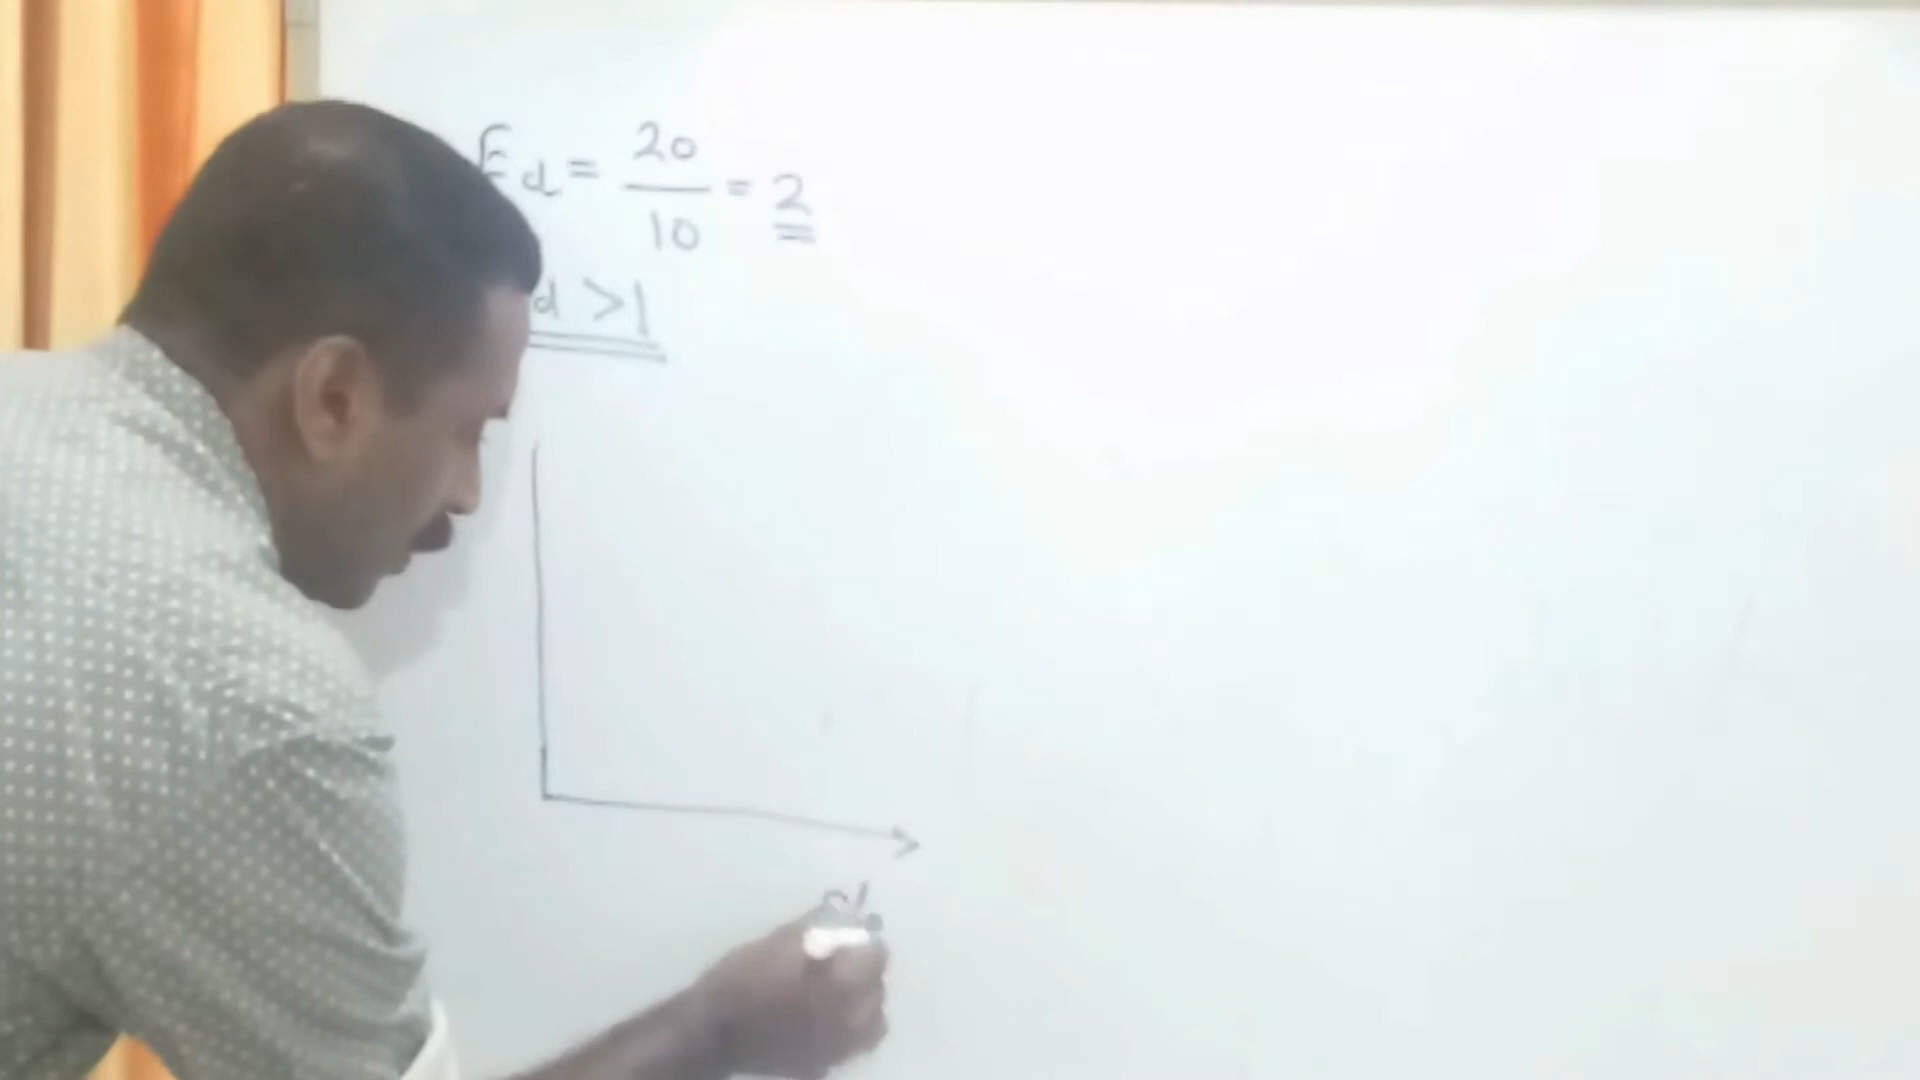 Ed = 20/10 = 2
d >1